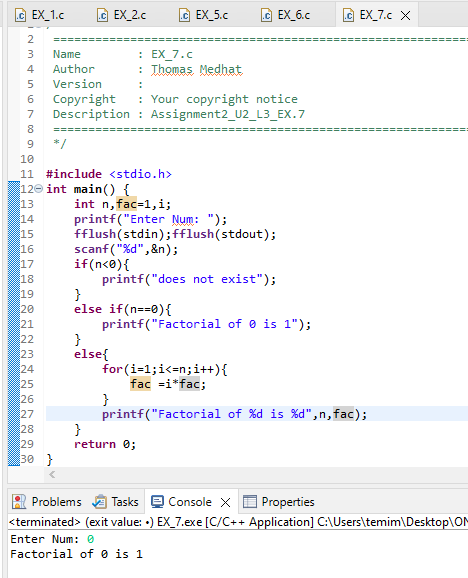 EX_1.c EX_2.c EX_5.c EX_6.c EX_7.c
2 ============================================================
3 Name : EX_7.c
4 Author : Thomas Medhat
5 Version :
6 Copyright : Your copyright notice
7 Description : Assignment2_U2_L3_EX.7
8 ============================================================
9 */
10
11 #include <stdio.h>
12 int main() {
13 int n,fac=1,i;
14 printf("Enter Num: ");
15 fflush(stdin);fflush(stdout);
16 scanf("%d",&n);
17 if(n<0){
18 printf("does not exist");
19 }
20 else if(n==0){
21 printf("Factorial of 0 is 1");
22 }
23 else{
24 for(i=1;i<=n;i++){
25 fac =i*fac;
26 }
27 printf("Factorial of %d is %d",n,fac);
28 }
29 return 0;
30 }
Problems Tasks Console Properties
<terminated> (exit value: •) EX_7.exe [C/C++ Application] C:\Users\temim\Desktop\ON
Enter Num: 0
Factorial of 0 is 1